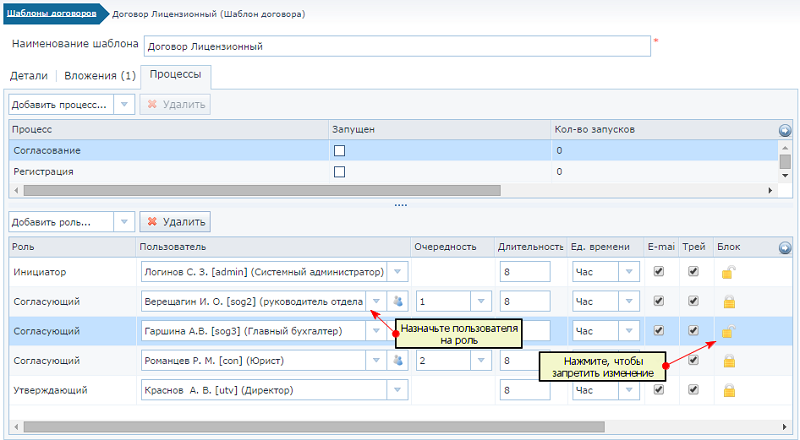 Шаблоны договоров Договор Лицензионный (Шаблон договора)
Наименование шаблона Договор Лицензионный *
Детали Вложения (1) Процессы
Добавить процесс... Удалить
Процесс Запущен Кол-во запусков
Согласование 0
Регистрация 0
Добавить роль... Удалить
Роль Пользователь Очередность Длительность Ед. времени E-mai Трей Блок
Инициатор Логинов С. З. [admin] (Системный администратор) 8 Час
Согласующий Верещагин И. О. [sog2] (руководитель отдела 1 8 Час
Согласующий Гаршина А.В. [sog3] (Главный бухгалтер) Час
Назначьте пользователя
на роль
Согласующий Романцев Р. М. [con] (Юрист) 2 8
Нажмите, чтобы
запретить изменение
Утверждающий Краснов А. В. [utv] (Директор) 8 Час